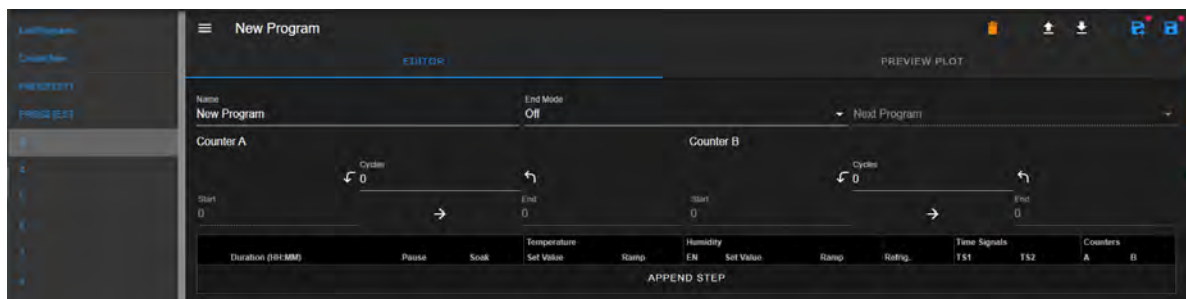 New Program
EDITOR
PREVIEW PLOT
Name
New Program
End Mode
Off
Next Program
Counter A
Counter B
Cycles
0
Cycles
0
Start
0
End
0
Start
0
End
0
Temperature
Humidity
Time Signals
Counters
Duration (HH:MM)
Pause
Soak
Set Value
Ramp
EN
Set Value
Ramp
Refrig.
TS1
TS2
A
B
APPEND STEP